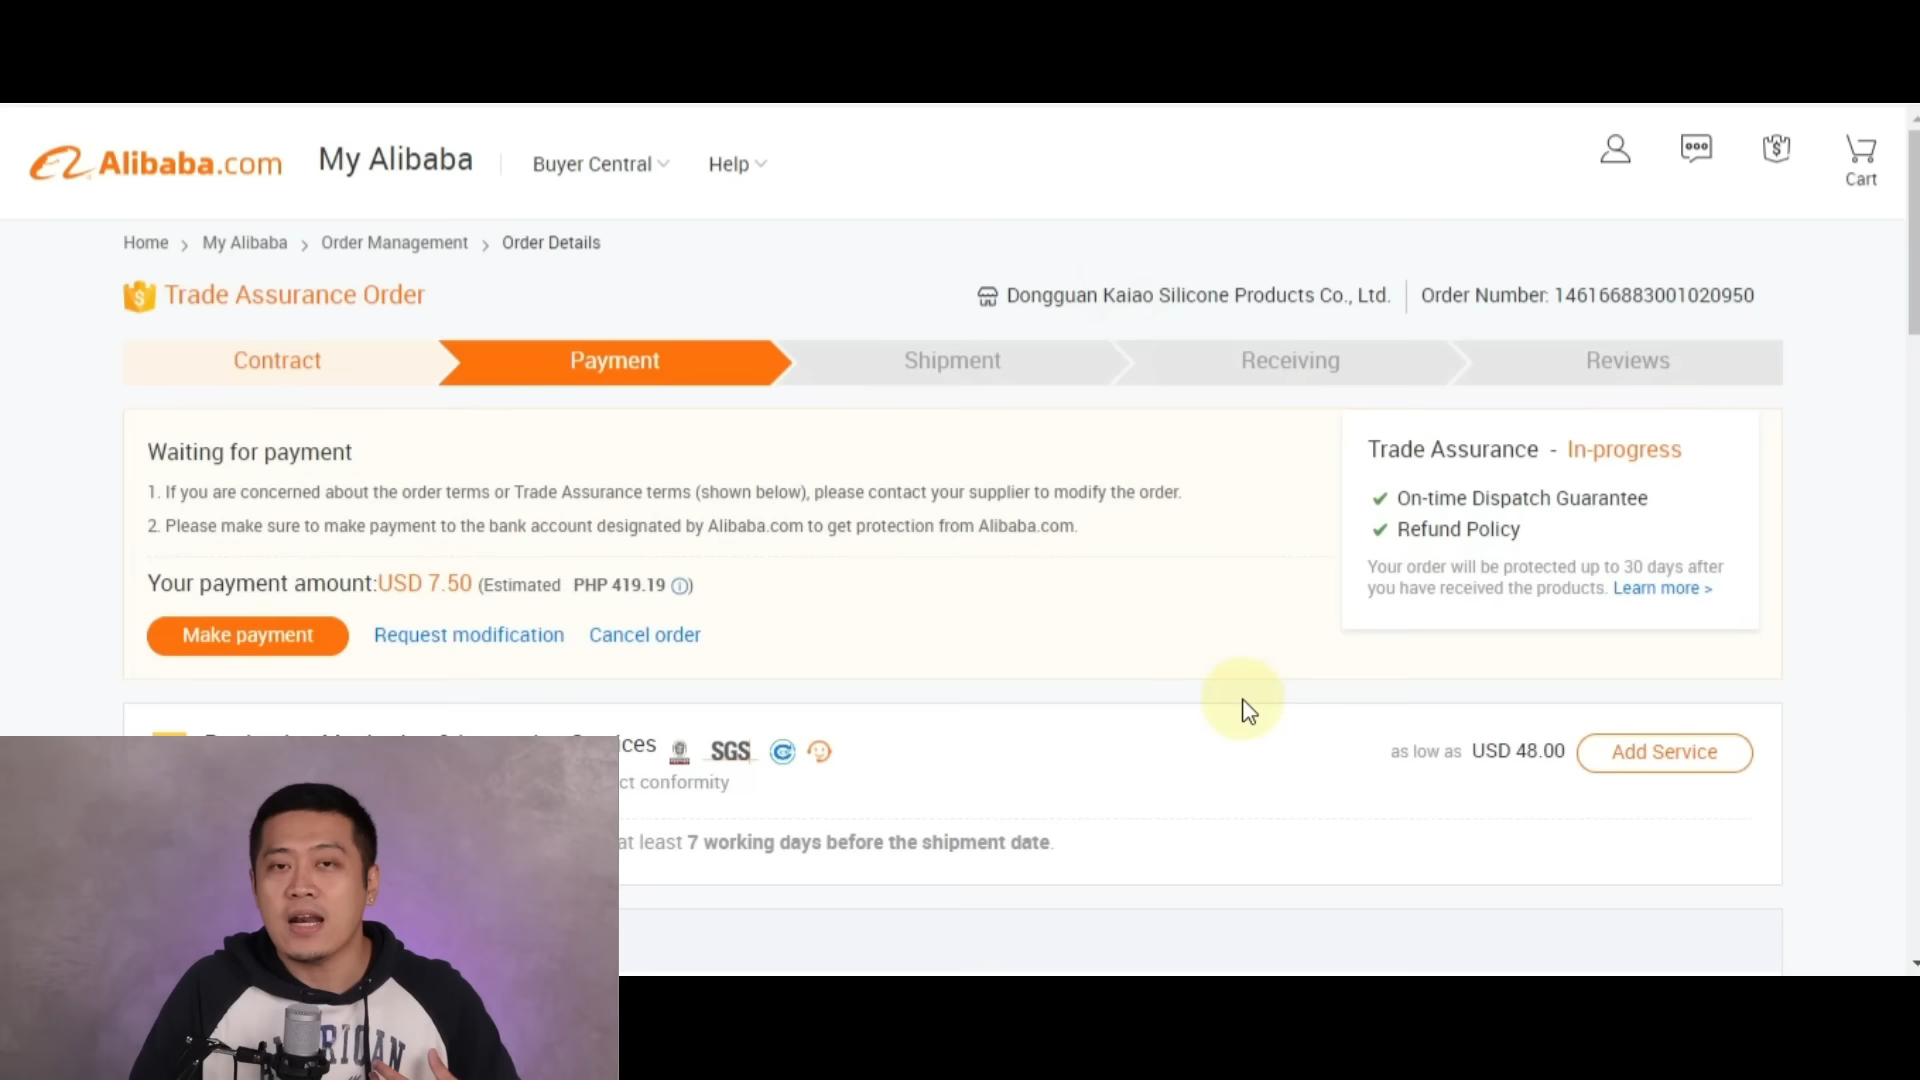 Alibaba.com
My Alibaba
Buyer Central
Help
Cart
Home > My Alibaba > Order Management > Order Details
Trade Assurance Order
Dongguan Kaiao Silicone Products Co., Ltd.
Order Number: 146166883001020950
Contract
Payment
Shipment
Receiving
Reviews
Waiting for payment
1. If you are concerned about the order terms or Trade Assurance terms (shown below), please contact your supplier to modify the order.
2. Please make sure to make payment to the bank account designated by Alibaba.com to get protection from Alibaba.com.
Your payment amount:USD 7.50 (Estimated PHP 419.19)
Make payment
Request modification
Cancel order
Trade Assurance - In-progress
On-time Dispatch Guarantee
Refund Policy
Your order will be protected up to 30 days after
you have received the products. Learn more >
ices
SGS
as low as USD 48.00
Add Service
ct conformity
at least 7 working days before the shipment date.